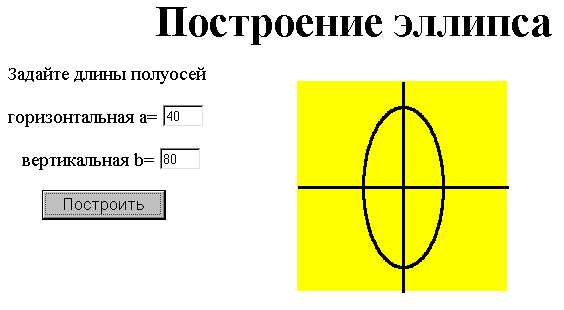 Построение эллипса
Задайте длины полуосей
горизонтальная a= 40
вертикальная b= 80
Построить